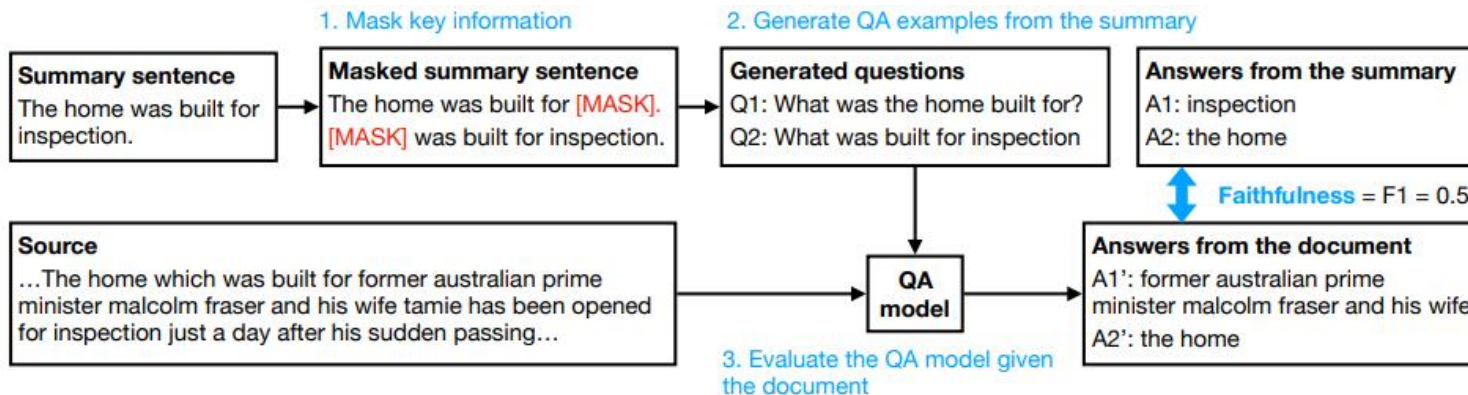 1. Mask key information
2. Generate QA examples from the summary
Summary sentence
The home was built for
inspection.
Masked summary sentence
The home was built for [MASK].
[MASK] was built for inspection.
Generated questions
Q1: What was the home built for?
Q2: What was built for inspection
Answers from the summary
A1: inspection
A2: the home
Faithfulness = F1 = 0.5
Source
…The home which was built for former australian prime
minister malcolm fraser and his wife tamie has been opened
for inspection just a day after his sudden passing…
QA
model
3. Evaluate the QA model given
the document
Answers from the document
A1’: former australian prime
minister malcolm fraser and his wife
A2’: the home